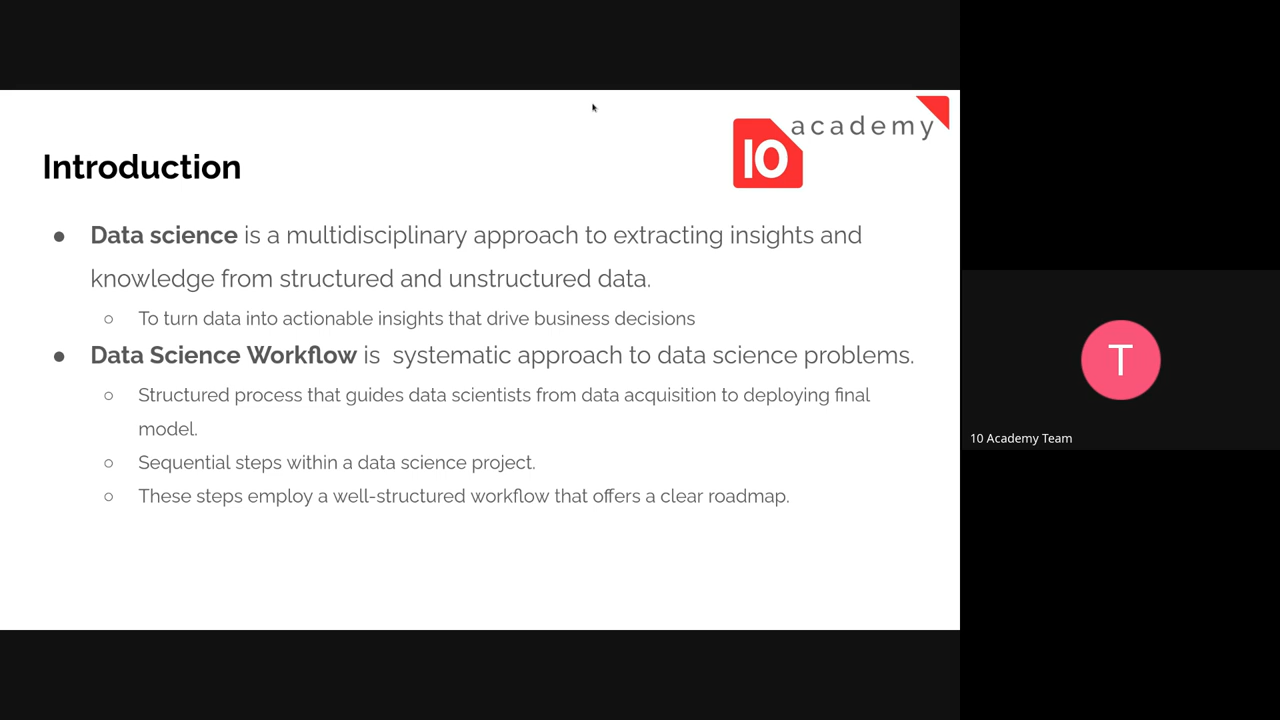 10 academy
Introduction
● Data science is a multidisciplinary approach to extracting insights and
knowledge from structured and unstructured data.
○ To turn data into actionable insights that drive business decisions
● Data Science Workflow is  systematic approach to data science problems.
○ Structured process that guides data scientists from data acquisition to deploying final
model.
○ Sequential steps within a data science project.
○ These steps employ a well-structured workflow that offers a clear roadmap.
T
10 Academy Team